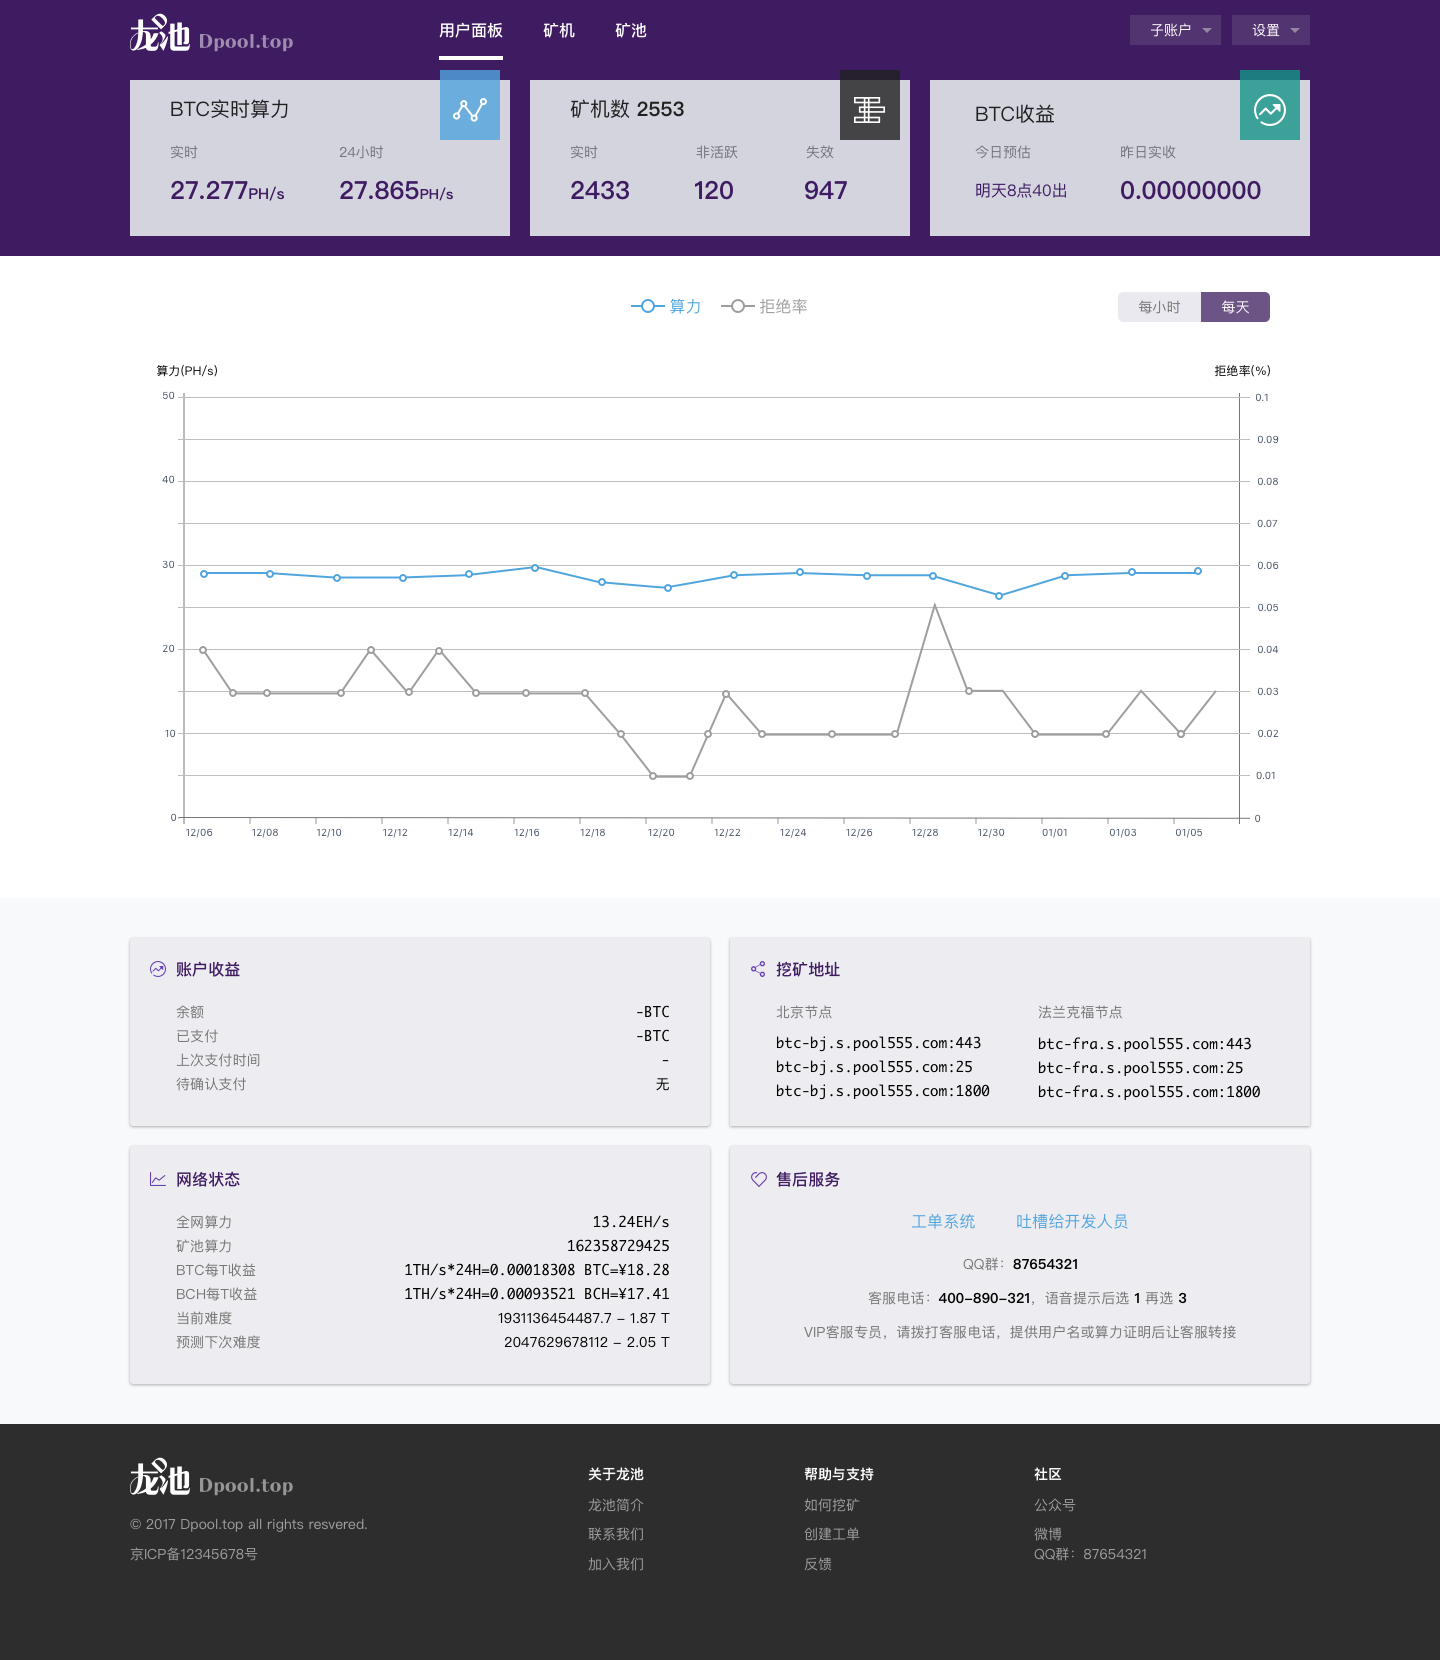 龙池 Dpool.top
用户面板 矿机 矿池
子账户 设置
BTC实时算力
实时 24小时
27.277PH/s 27.865PH/s
矿机数 2553
实时 非活跃 失效
2433 120 947
BTC收益
今日预估 昨日实收
明天8点40出 0.00000000
算力 拒绝率
每小时 每天
算力(PH/s) 拒绝率(%)
50 0.1
0.09
40 0.08
0.07
30 0.06
0.05
20 0.04
0.03
10 0.02
0.01
0 0
12/06 12/08 12/10 12/12 12/14 12/16 12/18 12/20 12/22 12/24 12/26 12/28 12/30 01/01 01/03 01/05
账户收益
余额 -BTC
已支付 -BTC
上次支付时间 -
待确认支付 无
挖矿地址
北京节点 法兰克福节点
btc-bj.s.pool555.com:443 btc-fra.s.pool555.com:443
btc-bj.s.pool555.com:25 btc-fra.s.pool555.com:25
btc-bj.s.pool555.com:1800 btc-fra.s.pool555.com:1800
网络状态
全网算力 13.24EH/s
矿池算力 162358729425
BTC每T收益 1TH/s*24H=0.00018308 BTC=¥18.28
BCH每T收益 1TH/s*24H=0.00093521 BCH=¥17.41
当前难度 1931136454487.7 – 1.87 T
预测下次难度 2047629678112 – 2.05 T
售后服务
工单系统 吐槽给开发人员
QQ群：87654321
客服电话：400-890-321，语音提示后选 1 再选 3
VIP客服专员，请拨打客服电话，提供用户名或算力证明后让客服转接
龙池 Dpool.top
© 2017 Dpool.top all rights resvered.
京ICP备12345678号
关于龙池
龙池简介
联系我们
加入我们
帮助与支持
如何挖矿
创建工单
反馈
社区
公众号
微博
QQ群：87654321